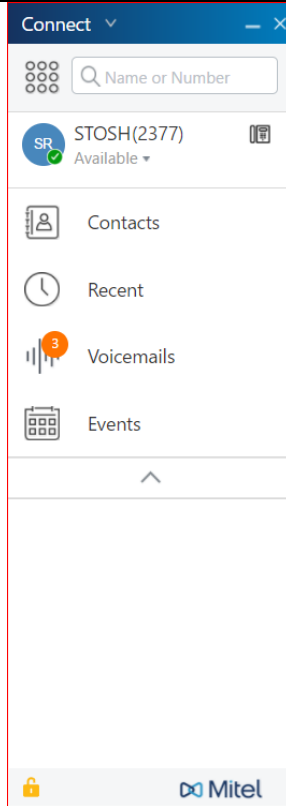 Connect
Name or Number
SR
STOSH(2377)
Available
Contacts
Recent
3
Voicemails
Events
Mitel